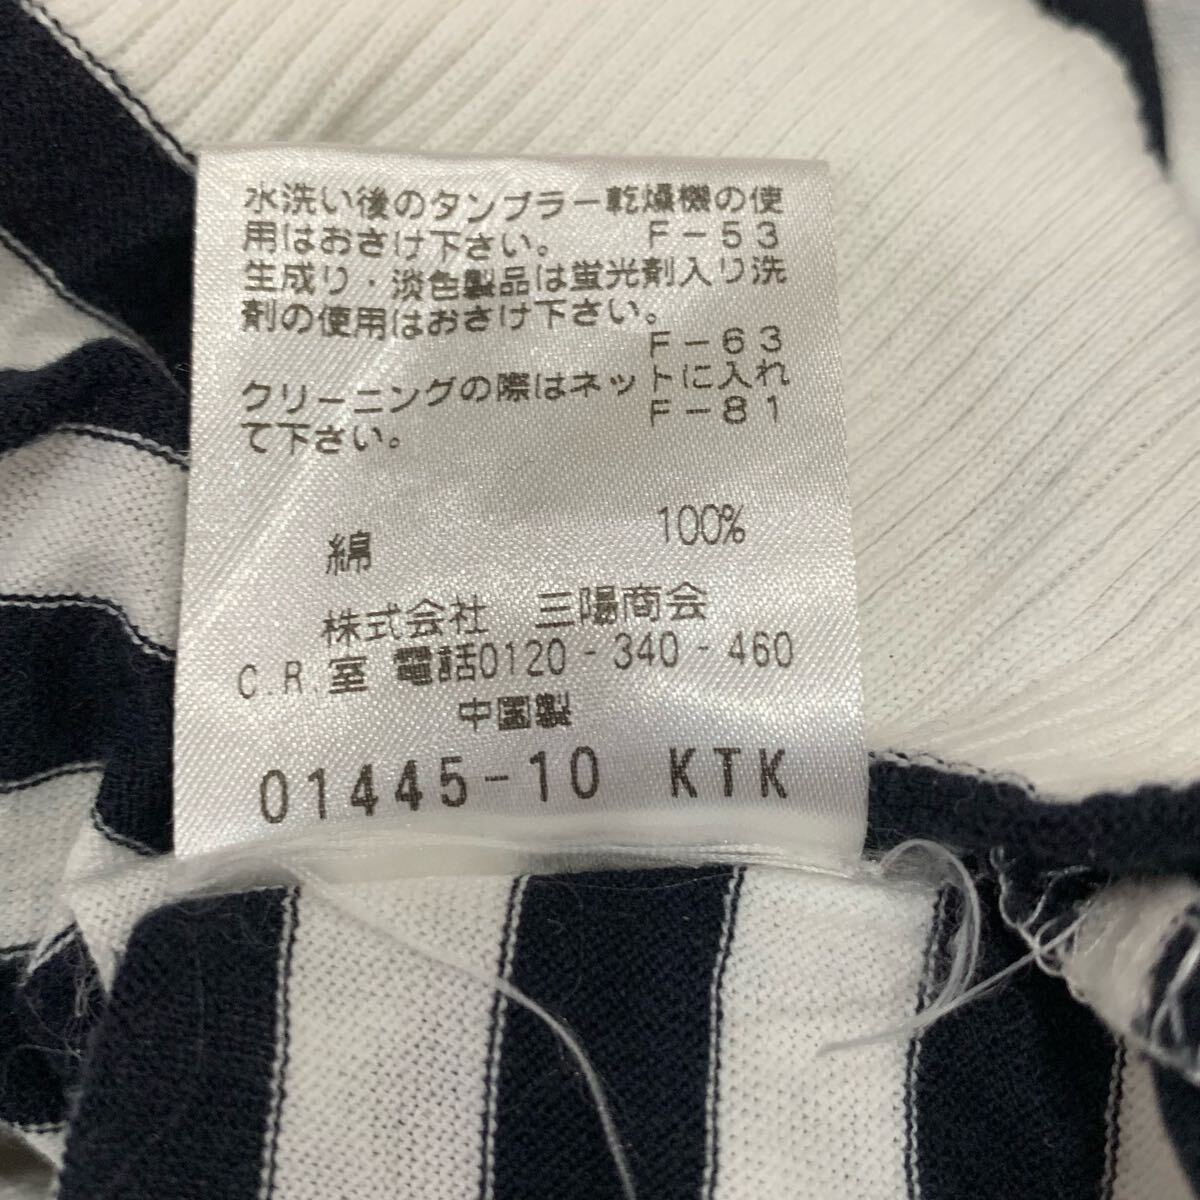 水洗い後のタンブラー乾燥機の使
用はおさけ下さい。 F-53
生成り・淡色製品は蛍光剤入り洗
剤の使用はおさけ下さい。
F-63
クリーニングの際はネットに入れ
て下さい。 F-81
綿 100%
株式会社 三陽商会
C.R.室 電話0120-340-460
中国製
01445-10 KTK